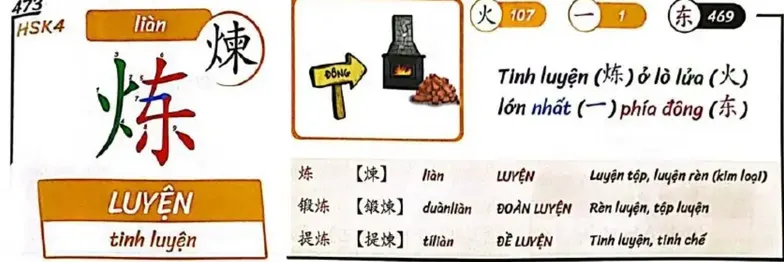 473
HSK4
liàn
煉
炼
LUYỆN
tinh luyện
ĐÔNG
火 107
一 1
东 469
Tinh luyện (炼) ở lò lửa (火)
lớn nhất (一) phía đông (东)
炼 【煉】 liàn LUYỆN Luyện tập, luyện rèn (kim loại)
锻炼 【鍛煉】 duànliàn ĐOÀN LUYỆN Rèn luyện, tập luyện
提炼 【提煉】 tíliàn ĐỀ LUYỆN Tinh luyện, tinh chế